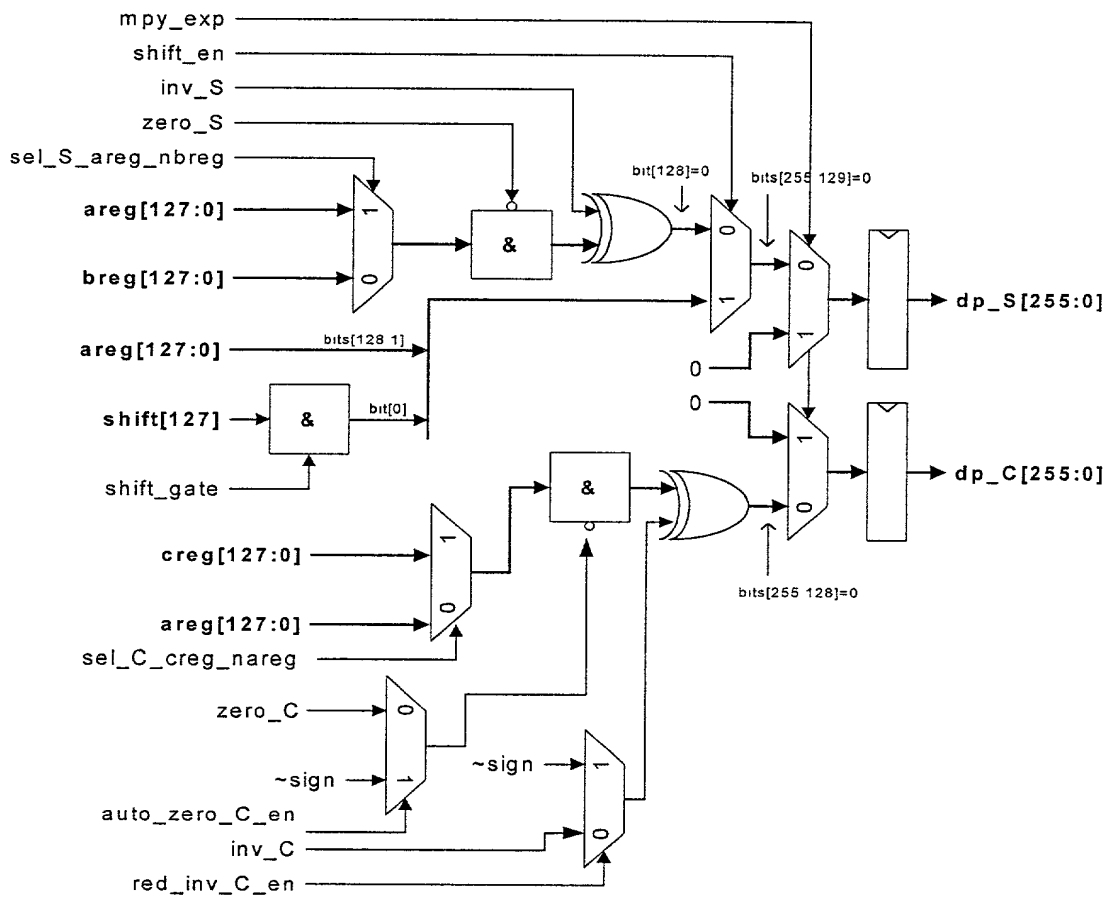 mpy_exp
shift_en
inv_S
zero_S
sel_S_areg_nbreg
bit[128]=0
bits[255 129]=0
areg[127:0]
1
0
0
&
breg[127:0]
0
1
1
dp_S[255:0]
areg[127:0]
bits[128 1]
0
0
shift[127]
&
bit[0]
1
dp_C[255:0]
shift_gate
&
0
creg[127:0]
1
bits[255 128]=0
areg[127:0]
0
sel_C_creg_nareg
zero_C
0
~sign
1
~sign
1
auto_zero_C_en
inv_C
0
red_inv_C_en